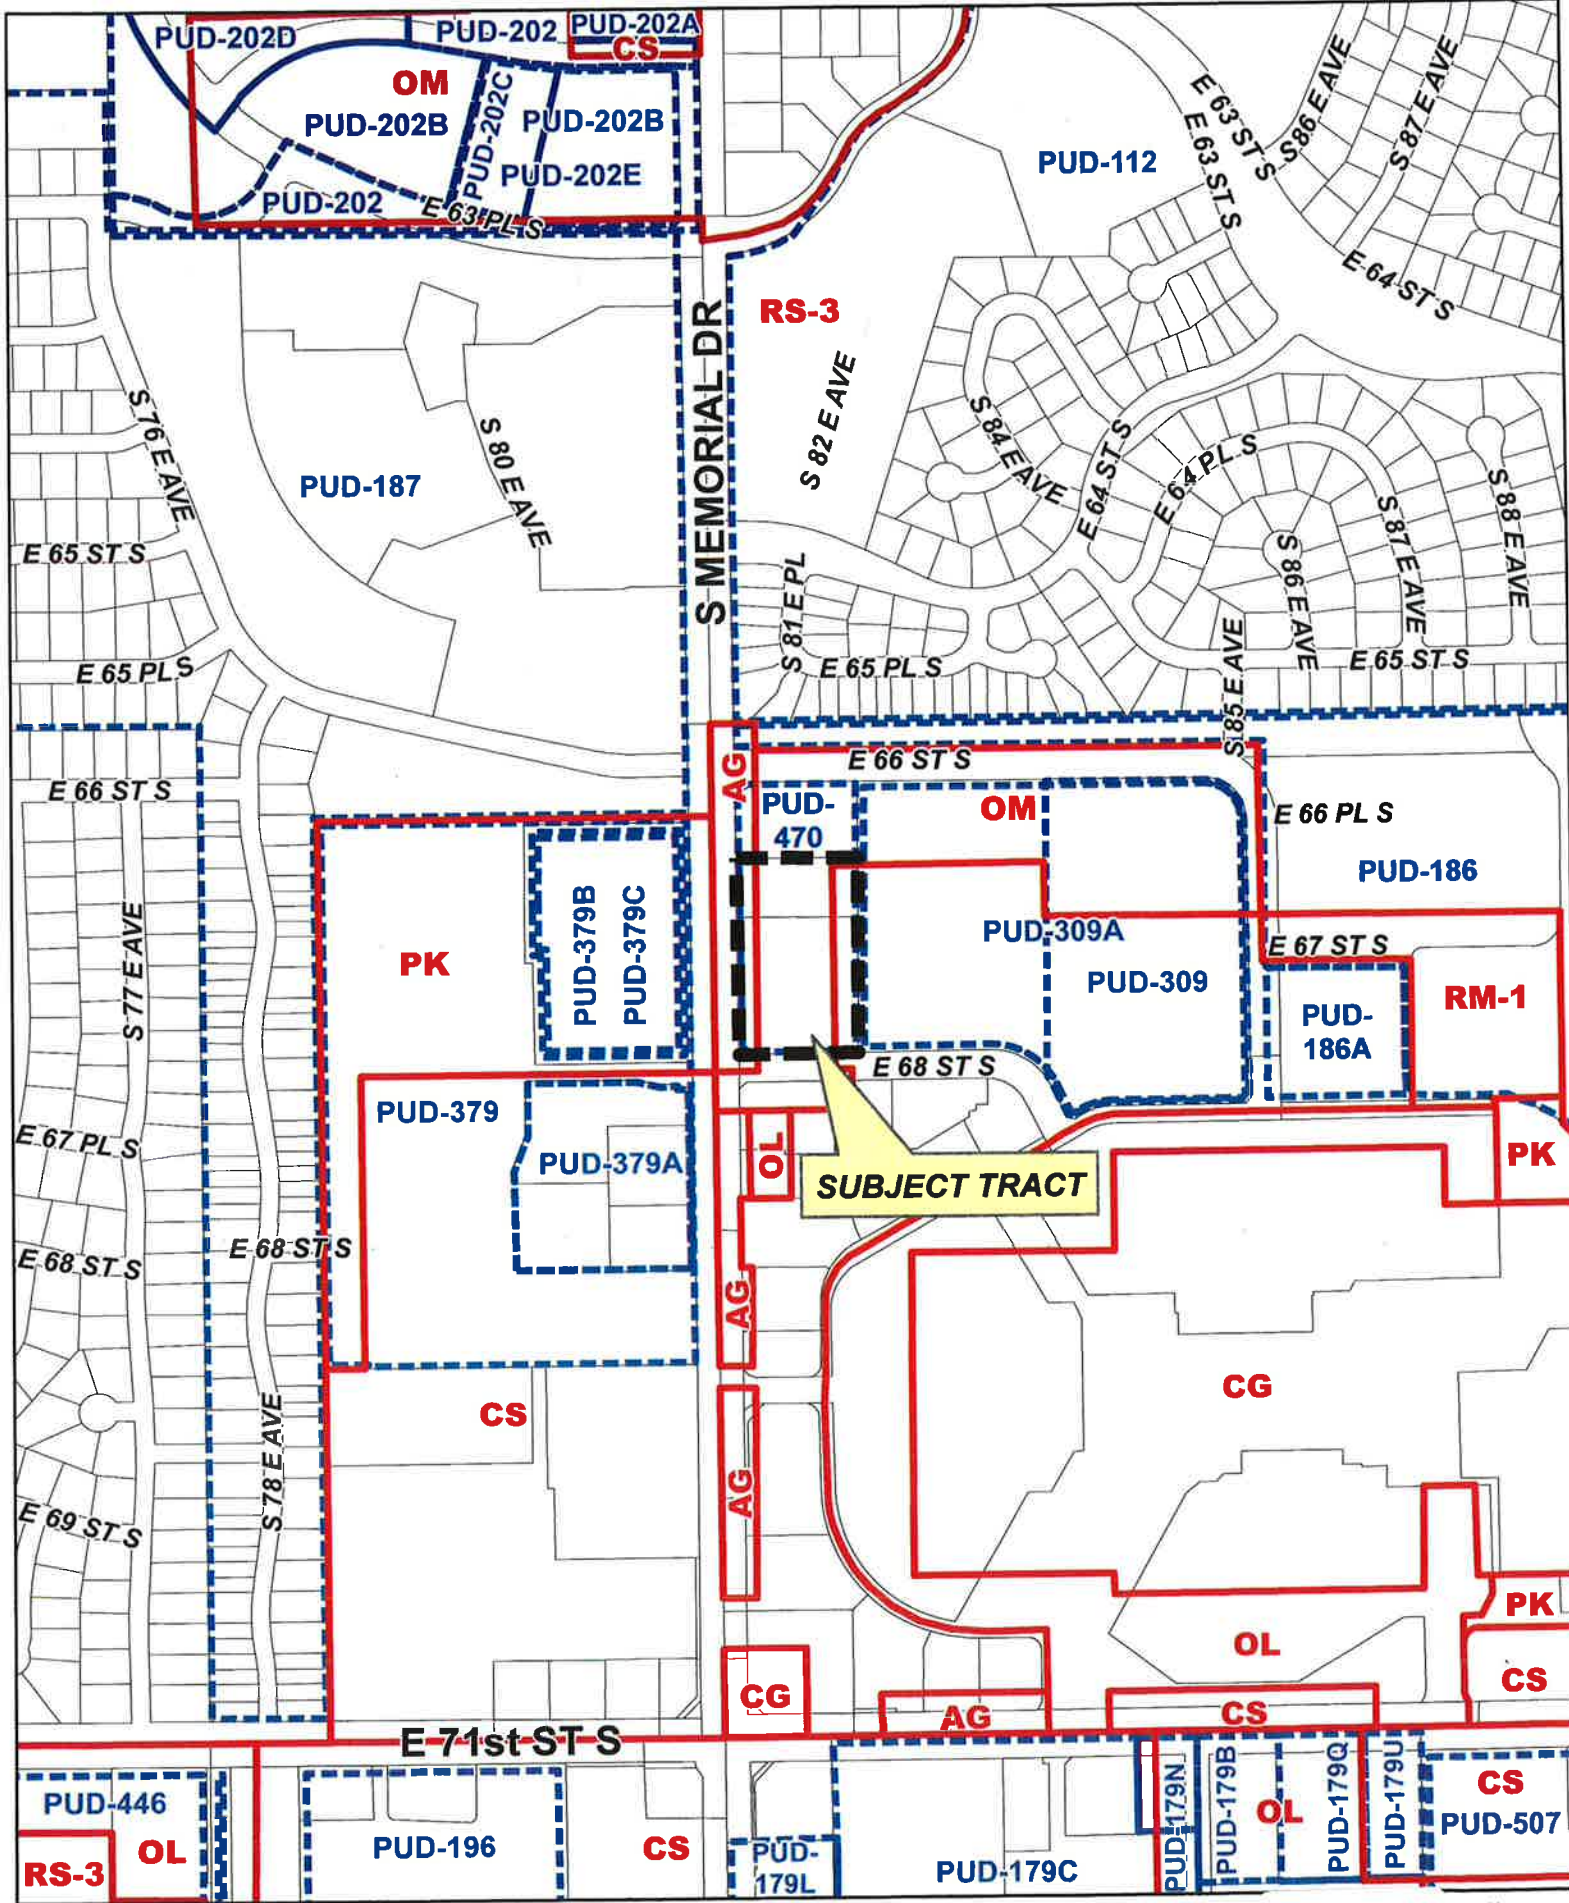 PUD-202D
PUD-202
PUD-202A
CS
OM
PUD-202B
PUD-202C
PUD-202B
PUD-202E
PUD-202
E 63 PL S
PUD-112
E 63 ST S
E 63 ST S
S 86 E AVE
S 87 E AVE
E 64 ST S
RS-3
S MEMORIAL DR
S 82 E AVE
S 76 E AVE
PUD-187
S 80 E AVE
S 84 E AVE
E 64 ST S
E 64 PL S
S 86 E AVE
S 87 E AVE
S 88 E AVE
E 65 ST S
E 65 PL S
S 81 E PL
E 65 PL S
S 85 E AVE
E 65 ST S
E 66 ST S
AG
E 66 ST S
PUD-
470
OM
E 66 PL S
PUD-186
S 77 E AVE
PK
PUD-379B
PUD-379C
PUD-309A
PUD-309
E 67 ST S
PUD-
186A
RM-1
E 68 ST S
PUD-379
PUD-379A
E 67 PL S
OL
SUBJECT TRACT
PK
E 68 ST S
E 68 ST S
AG
CG
CS
S 78 E AVE
AG
E 69 ST S
PK
OL
CS
CG
AG
CS
E 71st ST S
PUD-446
OL
RS-3
PUD-196
CS
PUD-
179L
PUD-179C
PUD-179N
PUD-179B
OL
PUD-179Q
PUD-179U
CS
PUD-507